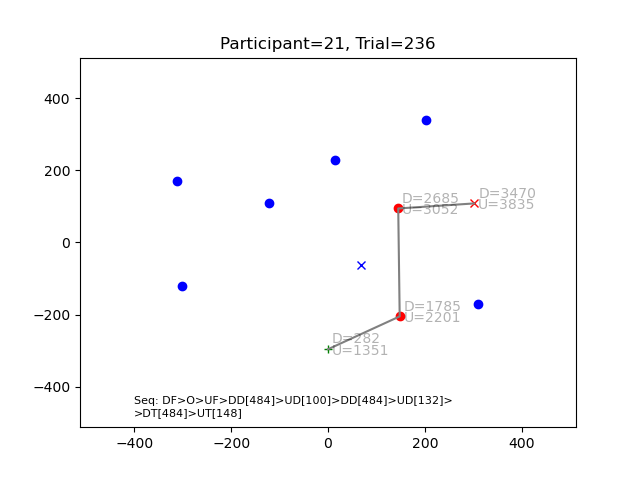 Participant=21, Trial=236
400
200
0
−200
−400
D=2685
U=3052
D=3470
U=3835
D=1785
U=2201
D=282
U=1351
Seq: DF>O>UF>DD[484]>UD[100]>DD[484]>UD[132]>
>DT[484]>UT[148]
−400
−200
0
200
400